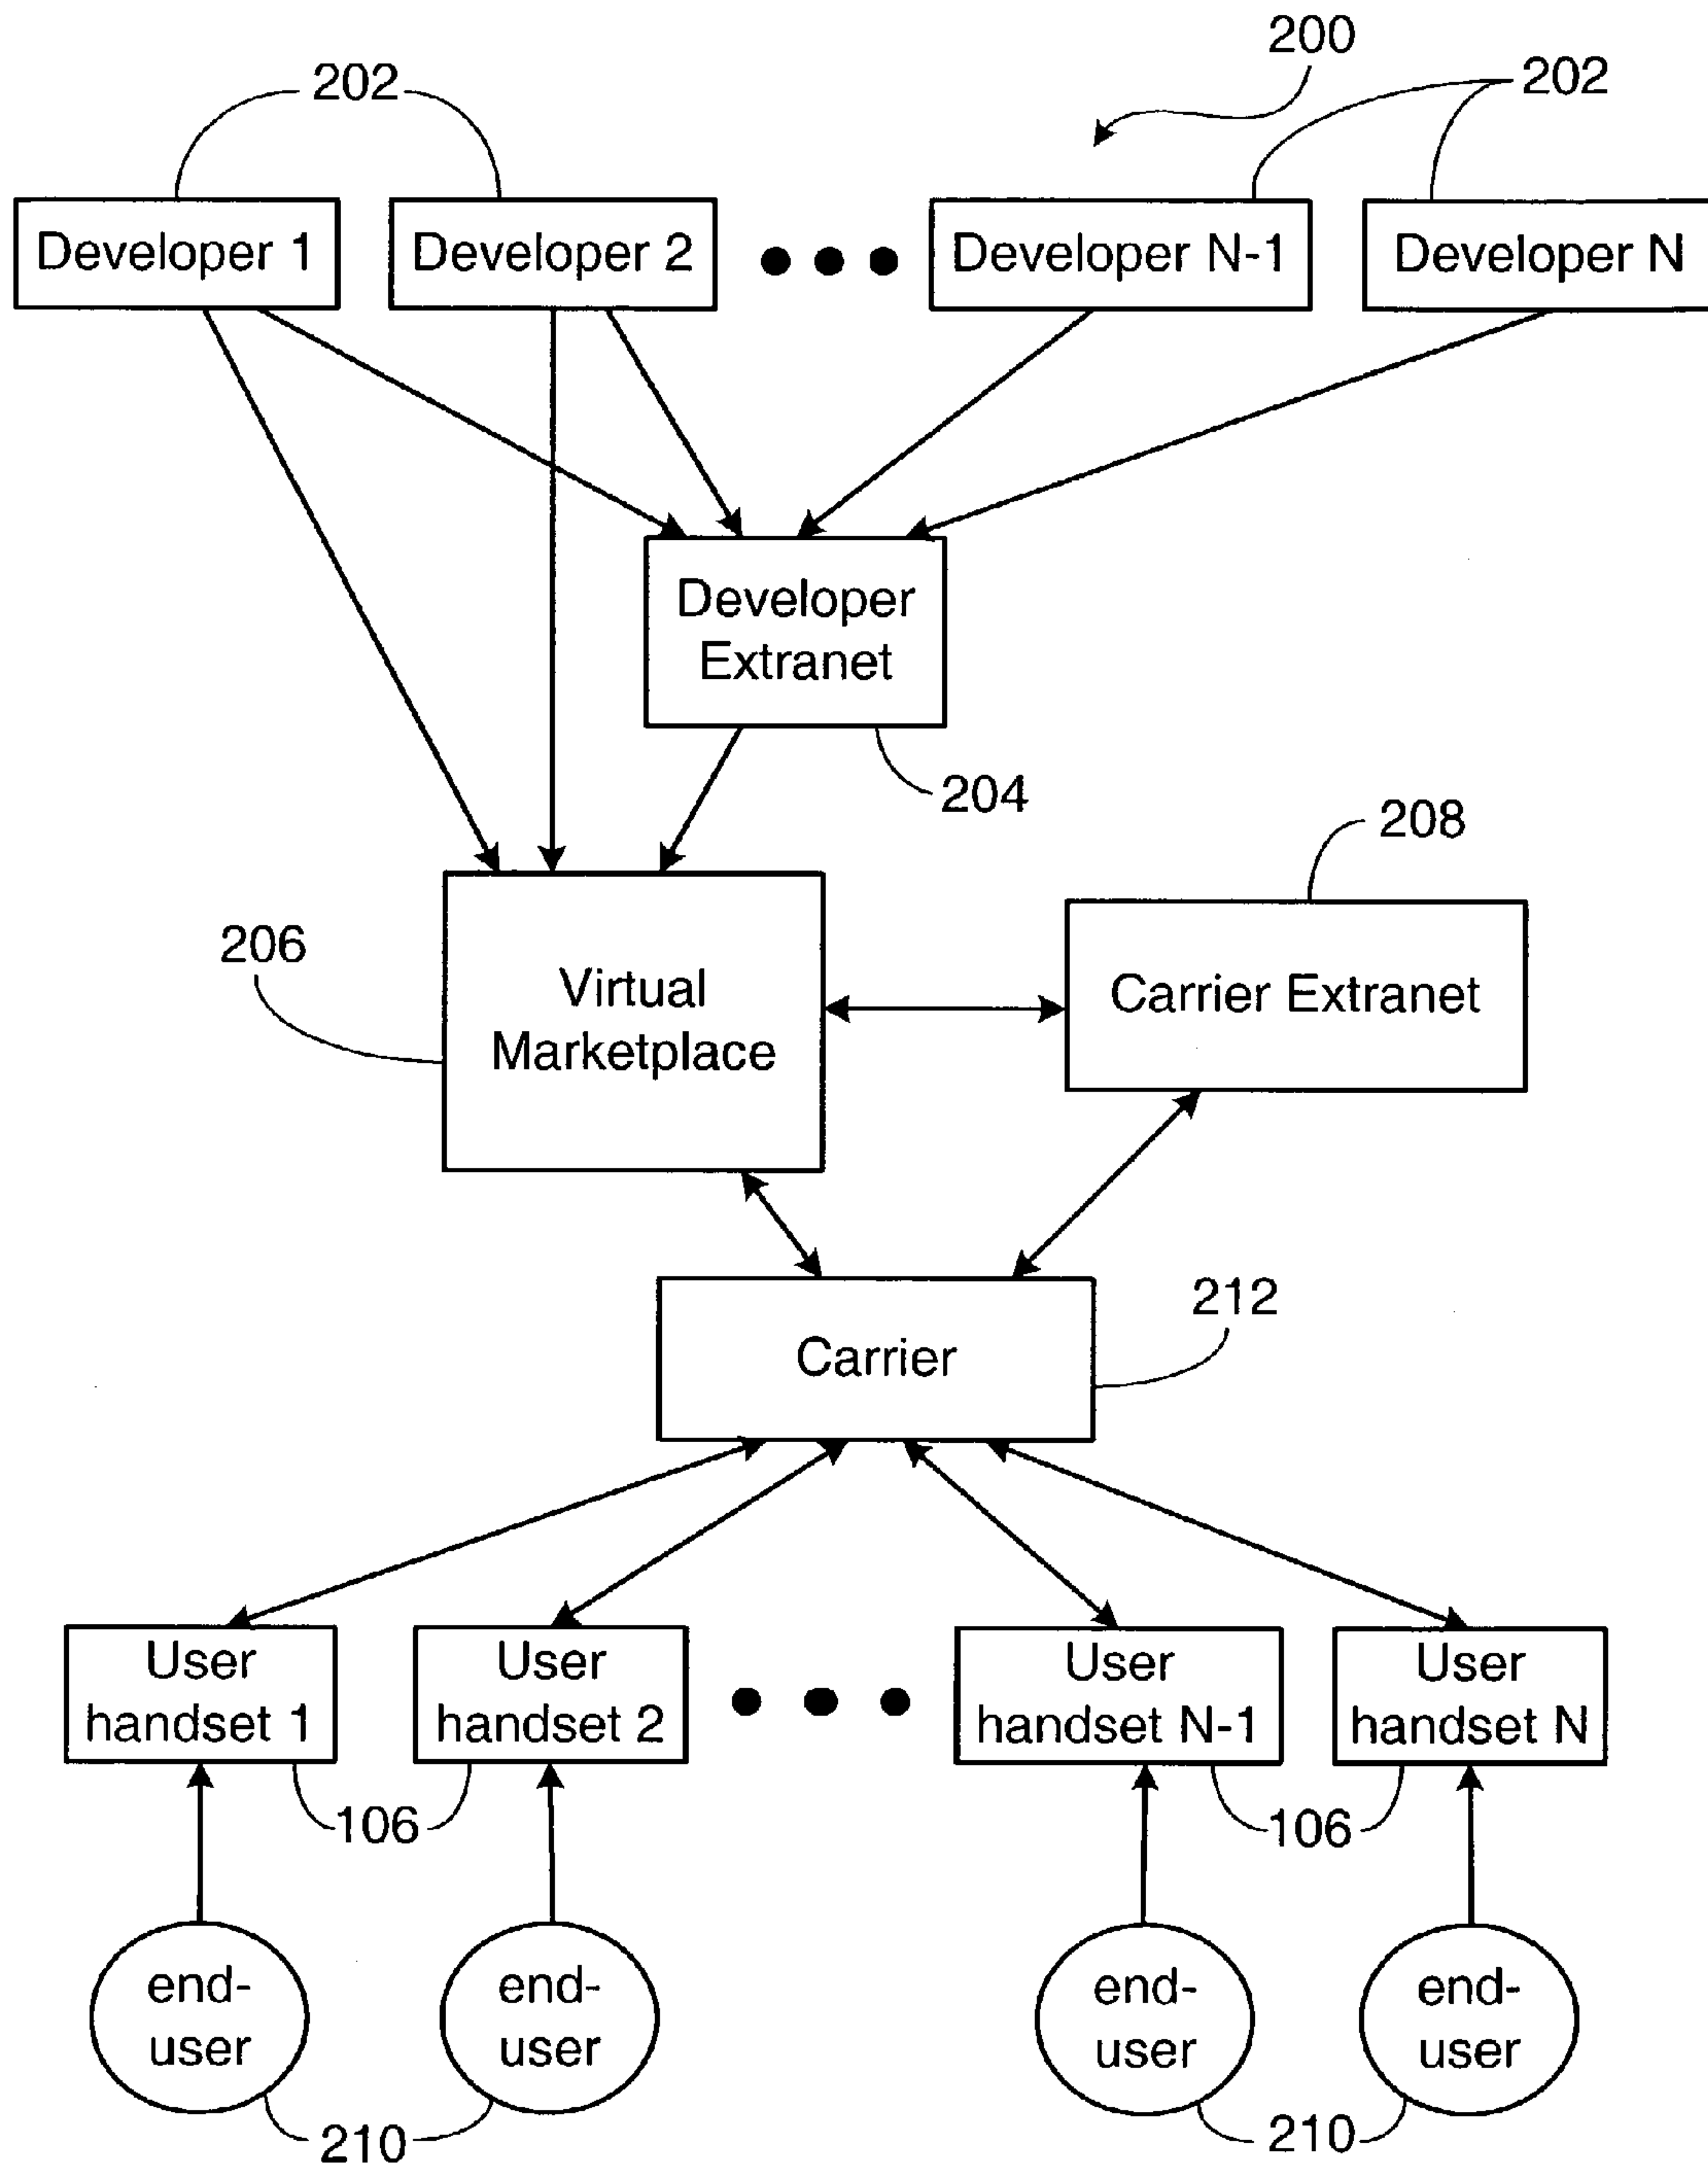 200
202
202
Developer 1
Developer 2
Developer N-1
Developer N
Developer
Extranet
204
208
206
Virtual
Marketplace
Carrier Extranet
212
Carrier
User
handset 1
User
handset 2
User
handset N-1
User
handset N
106
106
end-
user
end-
user
end-
user
end-
user
210
210